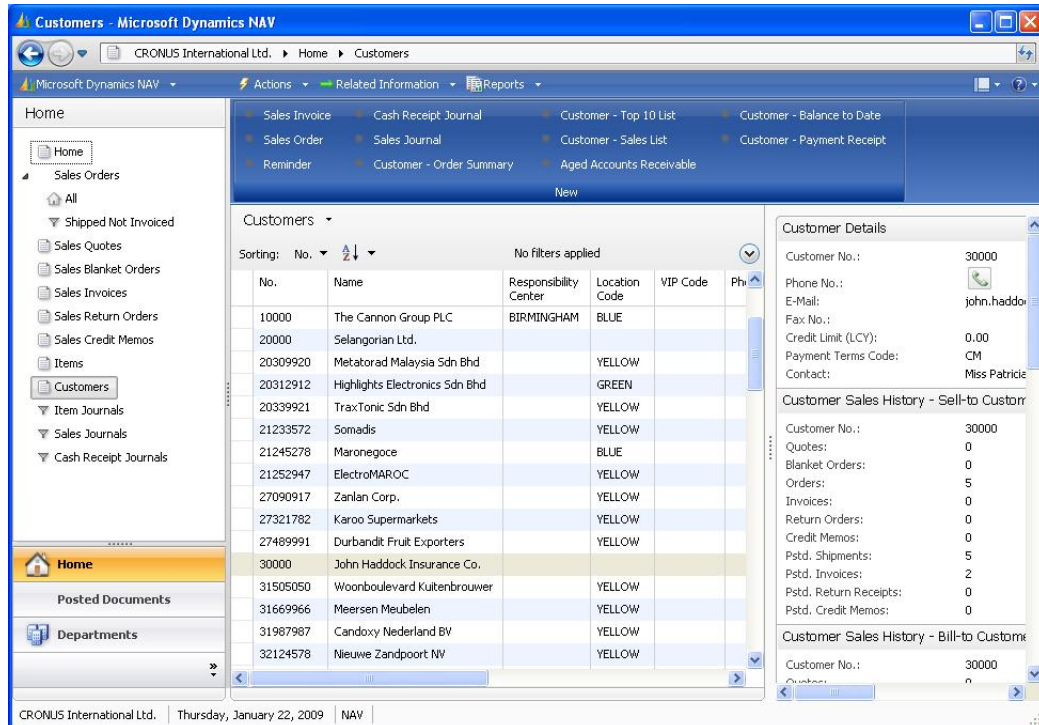 Customers - Microsoft Dynamics NAV
CRONUS International Ltd. Home Customers
Microsoft Dynamics NAV Actions Related Information Reports
Home
Home
Sales Orders
All
Shipped Not Invoiced
Sales Quotes
Sales Blanket Orders
Sales Invoices
Sales Return Orders
Sales Credit Memos
Items
Customers
Item Journals
Sales Journals
Cash Receipt Journals
Home
Posted Documents
Departments
Sales Invoice Cash Receipt Journal Customer - Top 10 List Customer - Balance to Date
Sales Order Sales Journal Customer - Sales List Customer - Payment Receipt
Reminder Customer - Order Summary Aged Accounts Receivable
New
Customers
Sorting: No. No filters applied
No. Name Responsibility Center Location Code VIP Code
10000 The Cannon Group PLC BIRMINGHAM BLUE
20000 Selangorian Ltd.
20309920 Metatorad Malaysia Sdn Bhd YELLOW
20312912 Highlights Electronics Sdn Bhd GREEN
20339921 TraxTonic Sdn Bhd YELLOW
21233572 Somadis YELLOW
21245278 Maronegoce BLUE
21252947 ElectroMAROC YELLOW
27090917 Zanlan Corp. YELLOW
27321782 Karoo Supermarkets YELLOW
27489991 Durbandit Fruit Exporters YELLOW
30000 John Haddock Insurance Co.
31505050 Woonboulevard Kuitenbrouwer YELLOW
31669966 Meersen Meubelen YELLOW
31987987 Candoxy Nederland BV YELLOW
32124578 Nieuwe Zandpoort NV YELLOW
Customer Details
Customer No.: 30000
Phone No.:
E-Mail: john.haddo
Fax No.:
Credit Limit (LCY): 0.00
Payment Terms Code: CM
Contact: Miss Patricia
Customer Sales History - Sell-to Custom
Customer No.: 30000
Quotes: 0
Blanket Orders: 0
Orders: 5
Invoices: 0
Return Orders: 0
Credit Memos: 0
Pstd. Shipments: 5
Pstd. Invoices: 2
Pstd. Return Receipts: 0
Pstd. Credit Memos: 0
Customer Sales History - Bill-to Custome
Customer No.: 30000
CRONUS International Ltd. Thursday, January 22, 2009 NAV